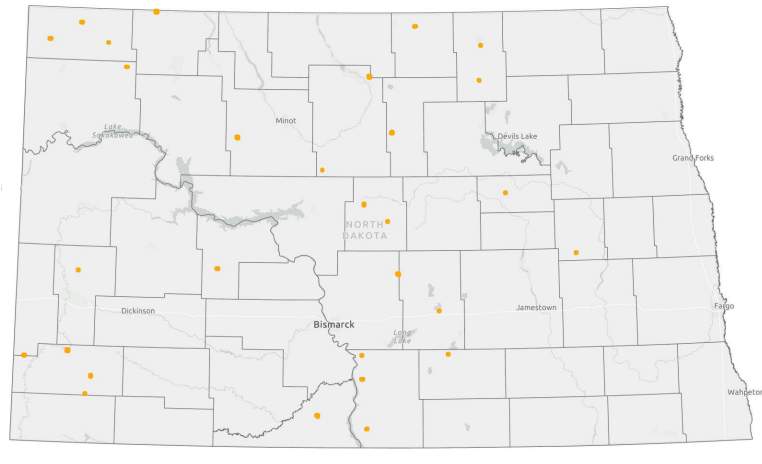 Minot
Lake
Sakakawea
Devils Lake
Grand Forks
NORTH
DAKOTA
Dickinson
Jamestown
Fargo
Bismarck
Long
Lake
Wahpeton